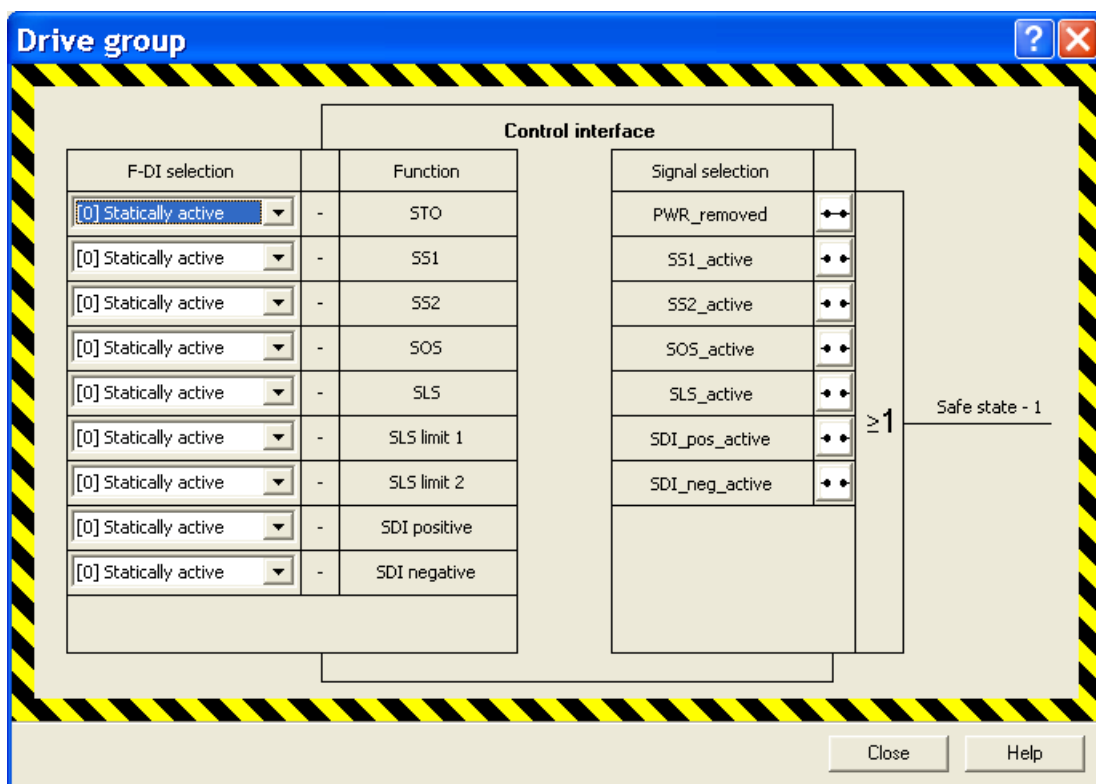 Drive group
Control interface
F-DI selection Function Signal selection
[0] Statically active - STO PWR_removed
[0] Statically active - SS1 SS1_active
[0] Statically active - SS2 SS2_active
[0] Statically active - SOS SOS_active
[0] Statically active - SLS SLS_active
[0] Statically active - SLS limit 1 SDI_pos_active
[0] Statically active - SLS limit 2 SDI_neg_active
[0] Statically active - SDI positive
[0] Statically active - SDI negative
≥1
Safe state - 1
Close Help